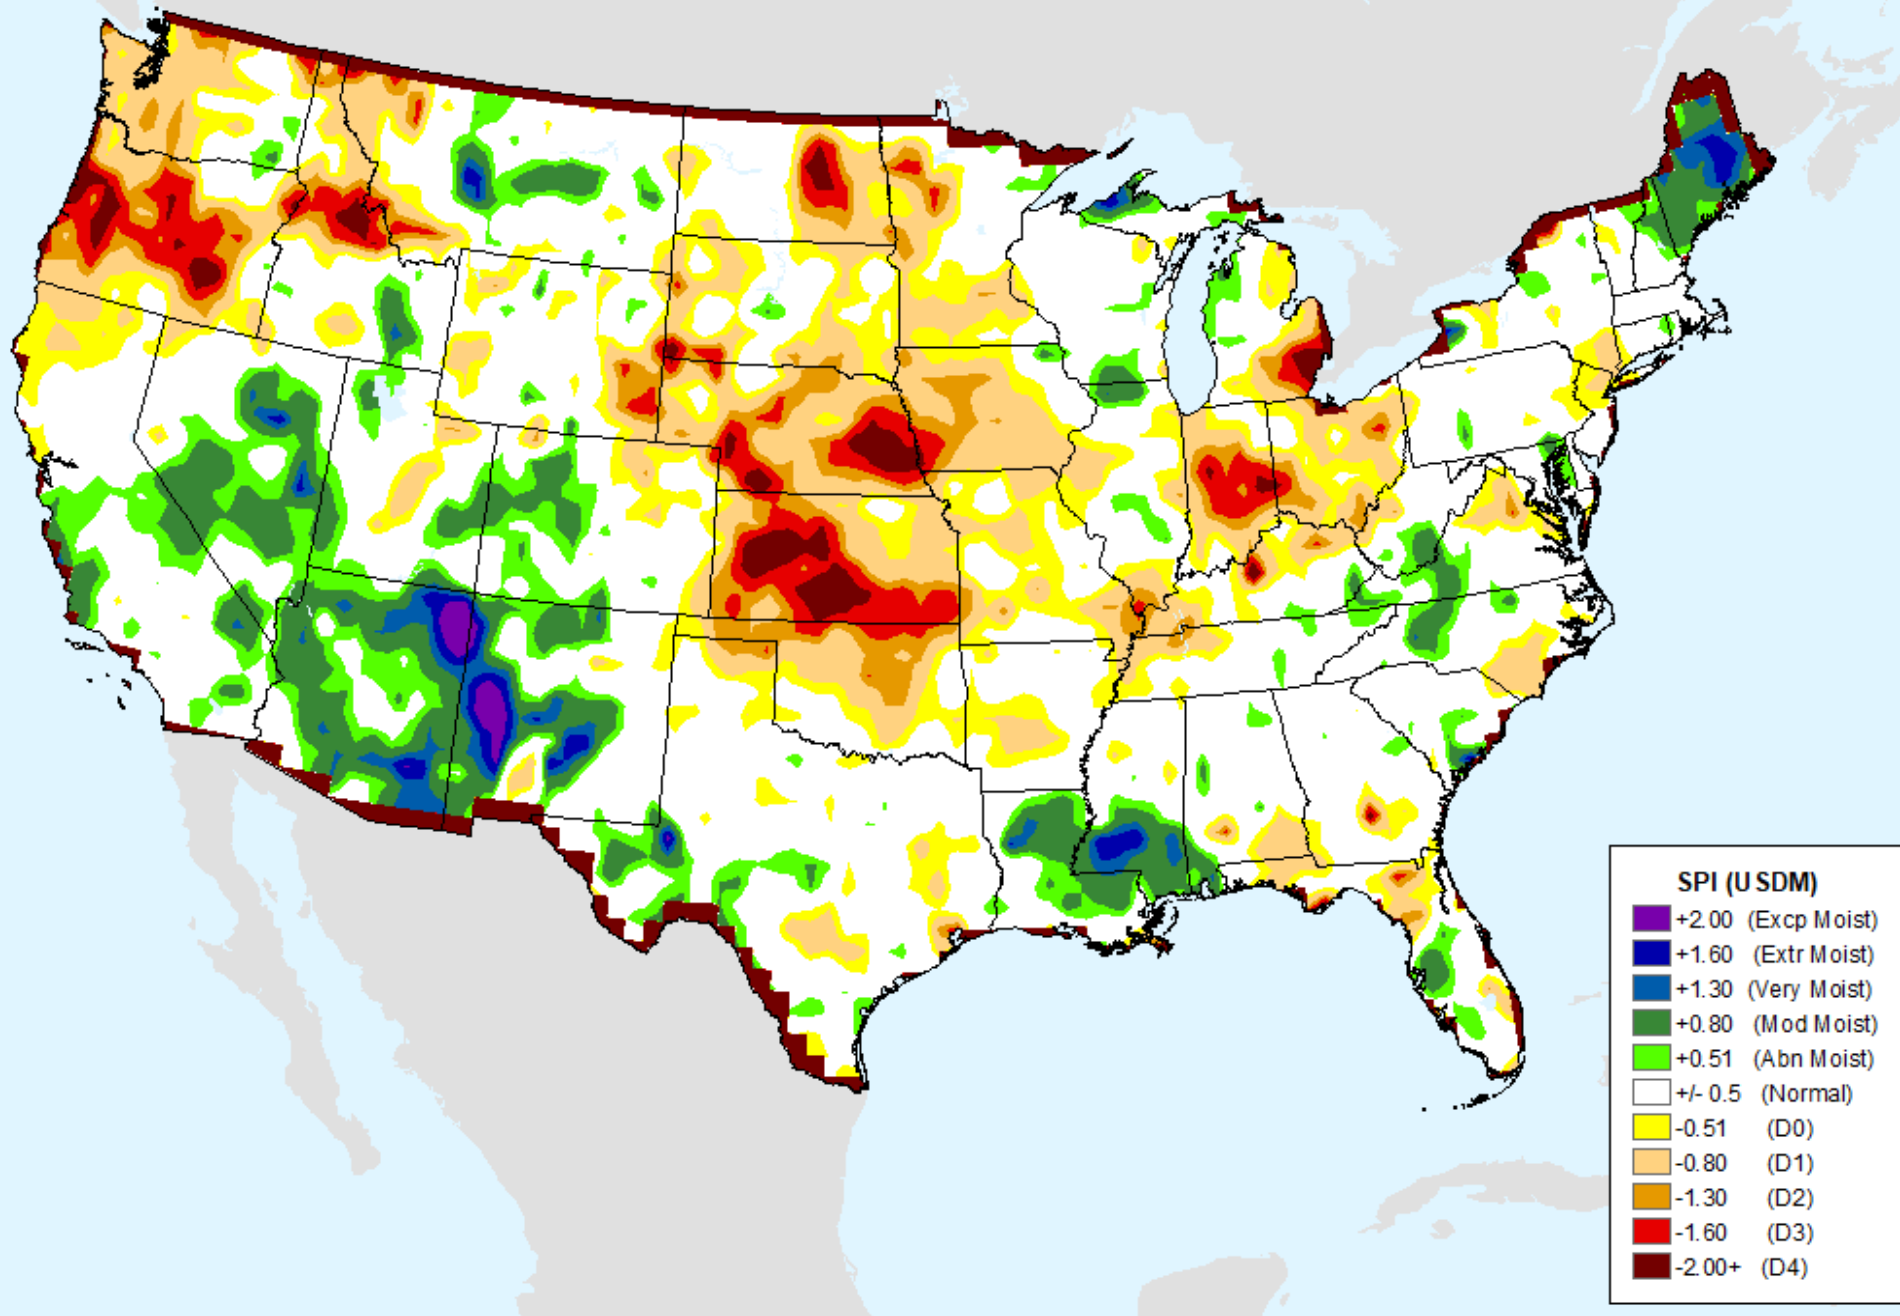 SPI (USDM)
+2.00 (Excp Moist)
+1.60 (Extr Moist)
+1.30 (Very Moist)
+0.80 (Mod Moist)
+0.51 (Abn Moist)
+/- 0.5 (Normal)
-0.51 (D0)
-0.80 (D1)
-1.30 (D2)
-1.60 (D3)
-2.00+ (D4)